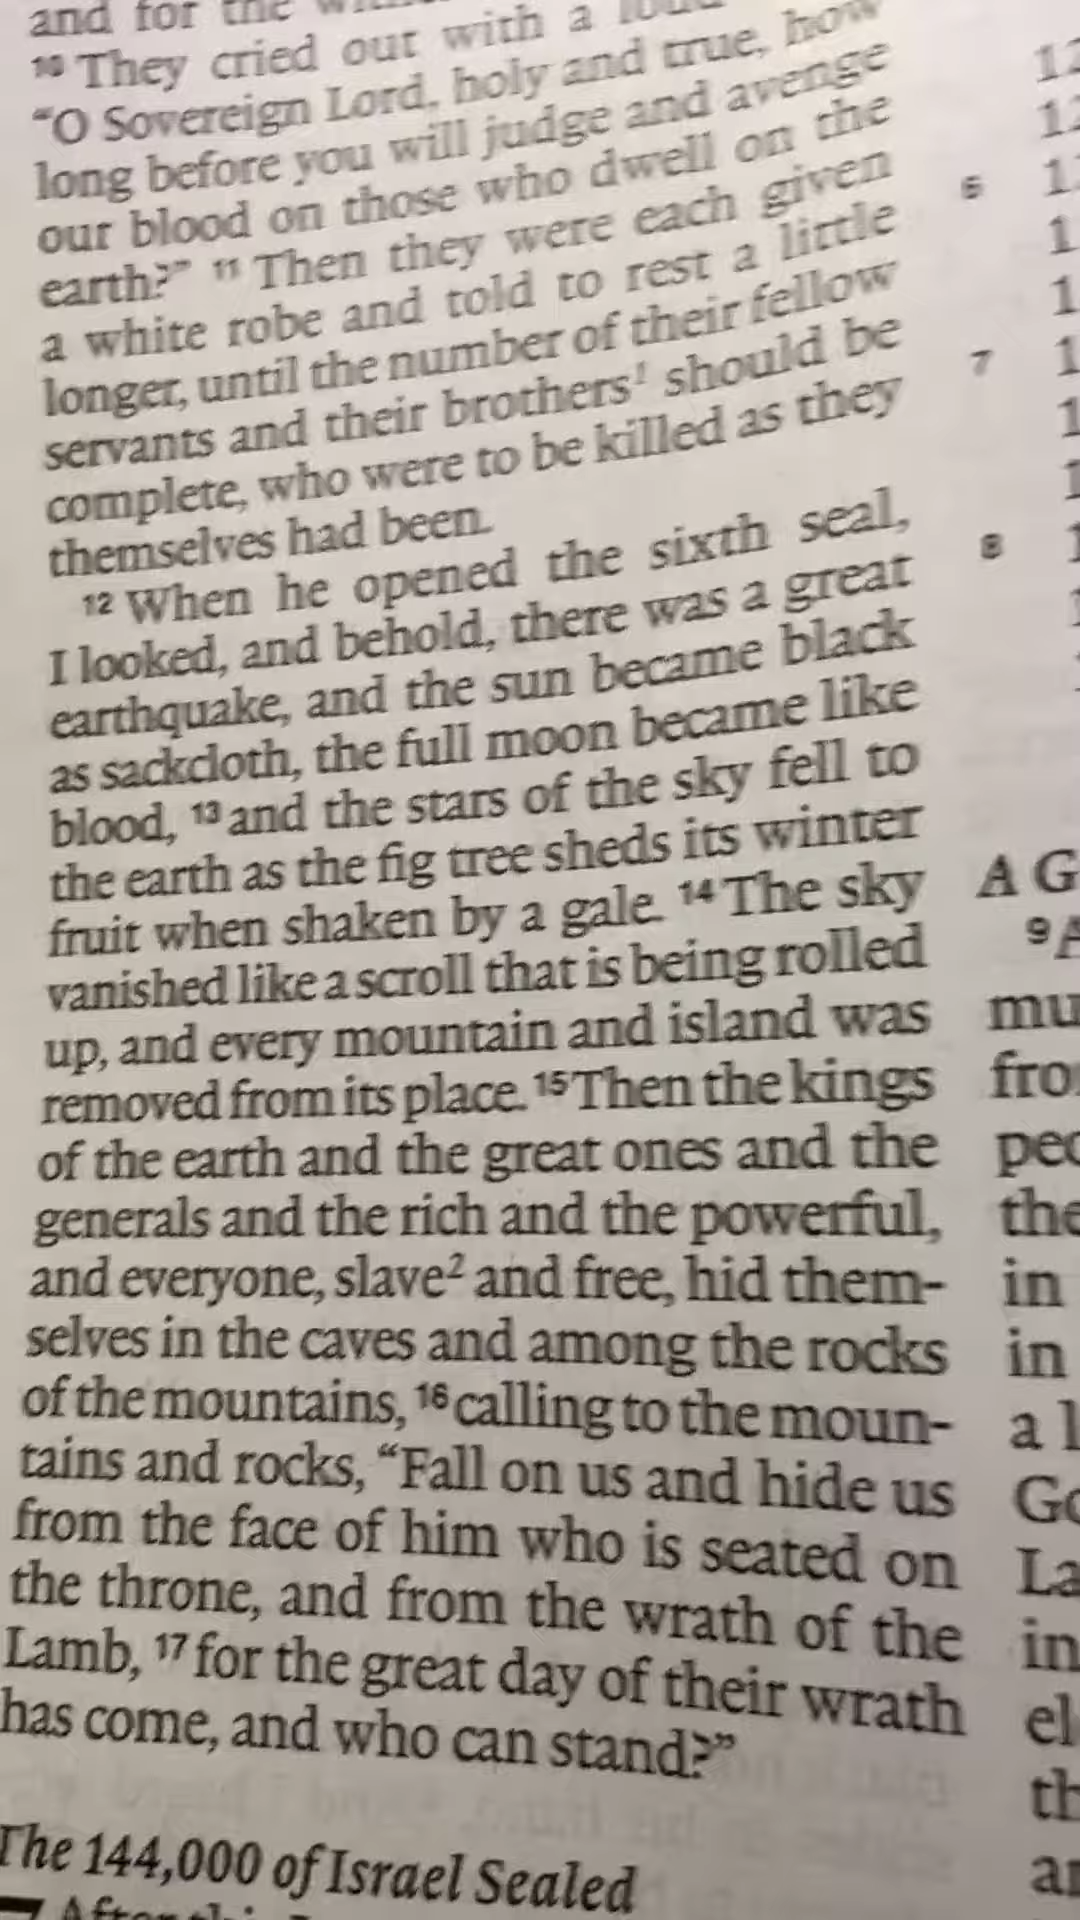 and for the
10 They cried out with a loud
“O Sovereign Lord, holy and true, how
long before you will judge and avenge
our blood on those who dwell on the
earth?” 11 Then they were each given
a white robe and told to rest a little
longer, until the number of their fellow
servants and their brothers1 should be
complete, who were to be killed as they
themselves had been.
12 When he opened the sixth seal,
I looked, and behold, there was a great
earthquake, and the sun became black
as sackcloth, the full moon became like
blood, 13 and the stars of the sky fell to
the earth as the fig tree sheds its winter
fruit when shaken by a gale. 14 The sky
vanished like a scroll that is being rolled
up, and every mountain and island was
removed from its place. 15 Then the kings
of the earth and the great ones and the
generals and the rich and the powerful,
and everyone, slave2 and free, hid them-
selves in the caves and among the rocks
of the mountains, 16 calling to the moun-
tains and rocks, “Fall on us and hide us
from the face of him who is seated on
the throne, and from the wrath of the
Lamb, 17 for the great day of their wrath
has come, and who can stand?”
The 144,000 of Israel Sealed
7 After this I
6
7
8
A G
9 A
mu
fro
peo
the
in
in
a l
Go
La
in
el
th
an